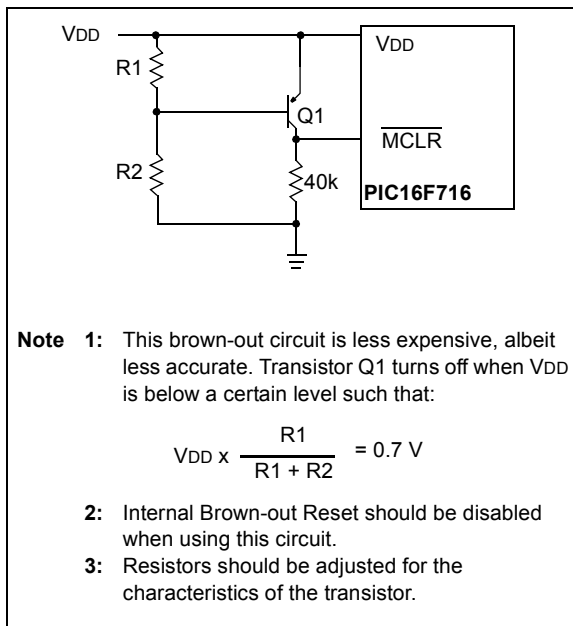 VDD
VDD
R1
Q1
MCLR
R2
40k
PIC16F716
Note 1: This brown-out circuit is less expensive, albeit
less accurate. Transistor Q1 turns off when VDD
is below a certain level such that:
VDD x R1 / R1 + R2 = 0.7 V
2: Internal Brown-out Reset should be disabled
when using this circuit.
3: Resistors should be adjusted for the
characteristics of the transistor.